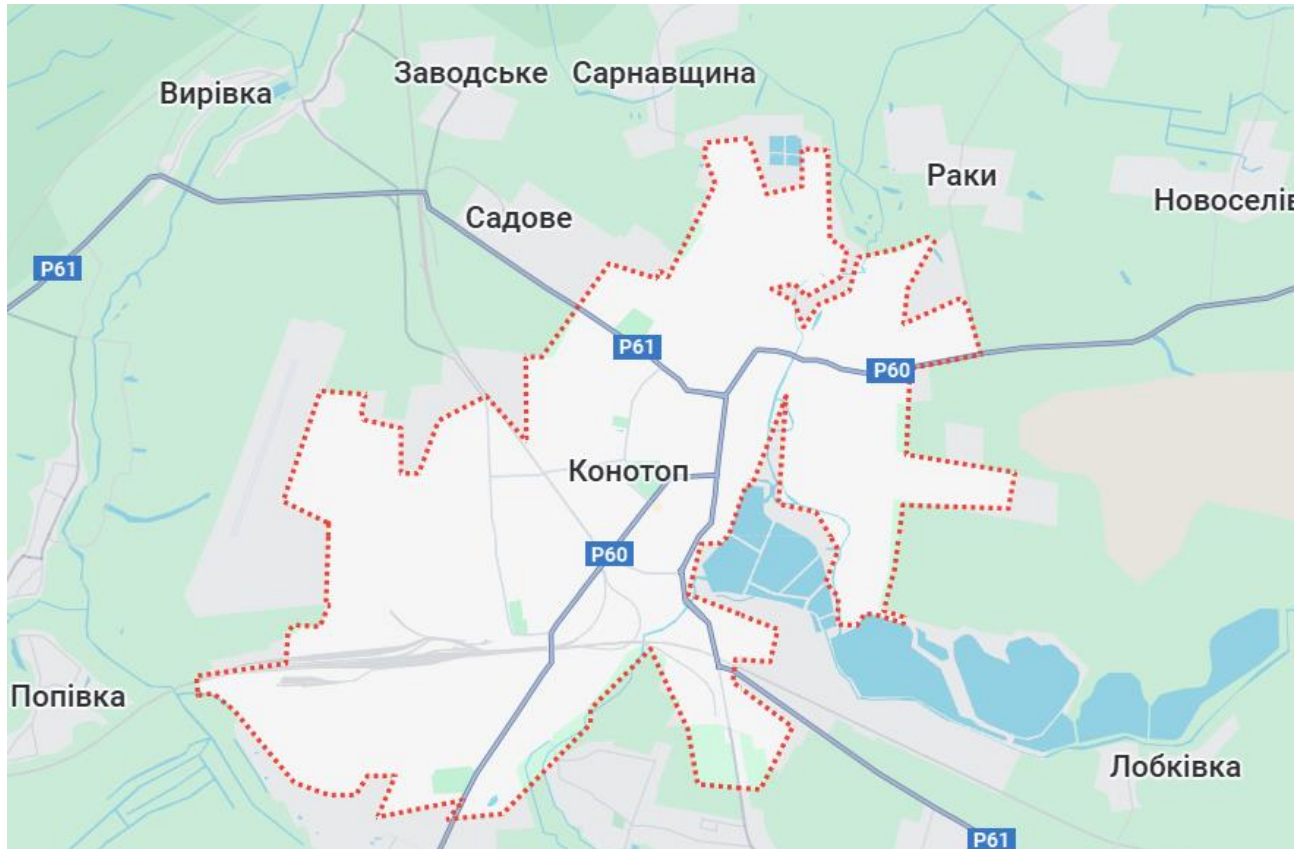 Заводське
Сарнавщина
Вирівка
Раки
Новоселів
Садове
P61
P61
P60
Конотоп
P60
Попівка
Лобківка
P61